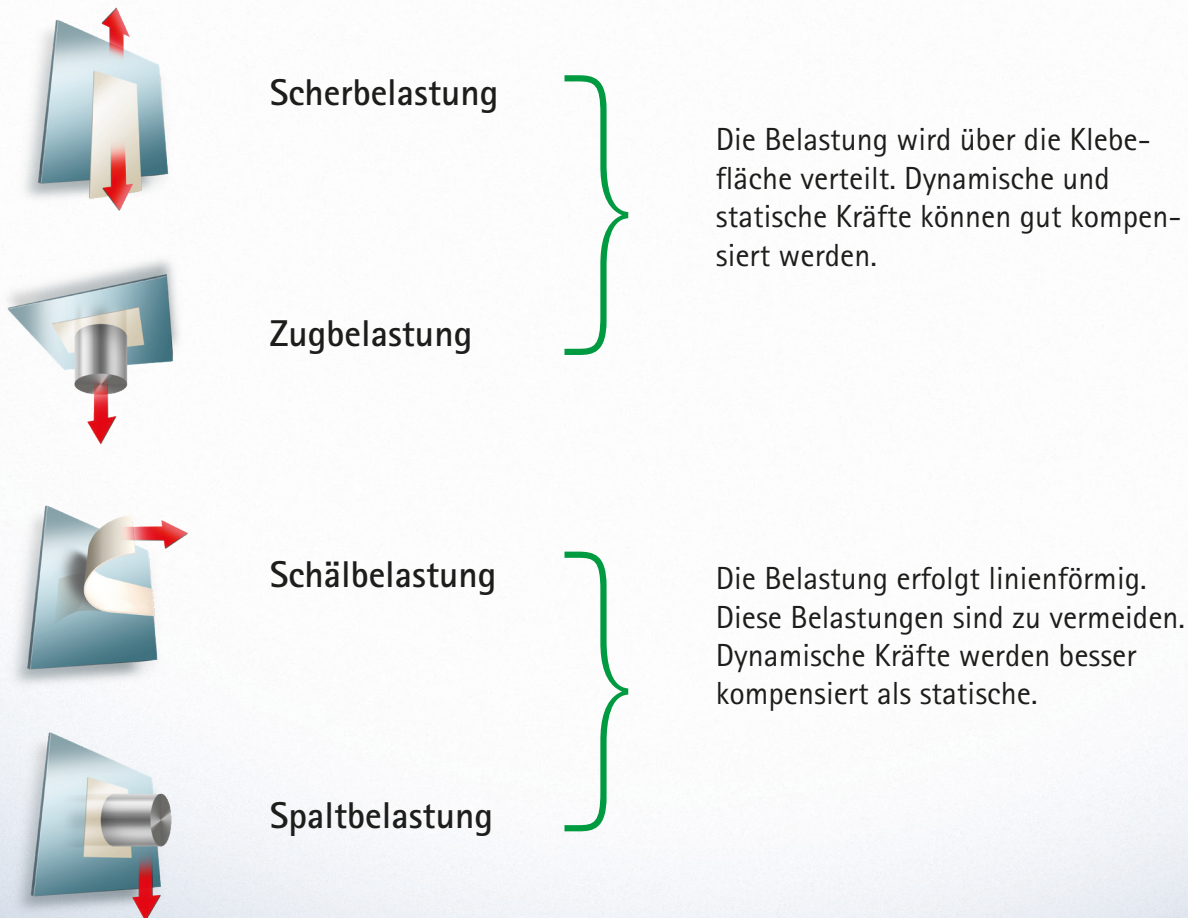 Scherbelastung
Zugbelastung
Die Belastung wird über die Klebe-
fläche verteilt. Dynamische und
statische Kräfte können gut kompen-
siert werden.
Schälbelastung
Spaltbelastung
Die Belastung erfolgt linienförmig.
Diese Belastungen sind zu vermeiden.
Dynamische Kräfte werden besser
kompensiert als statische.